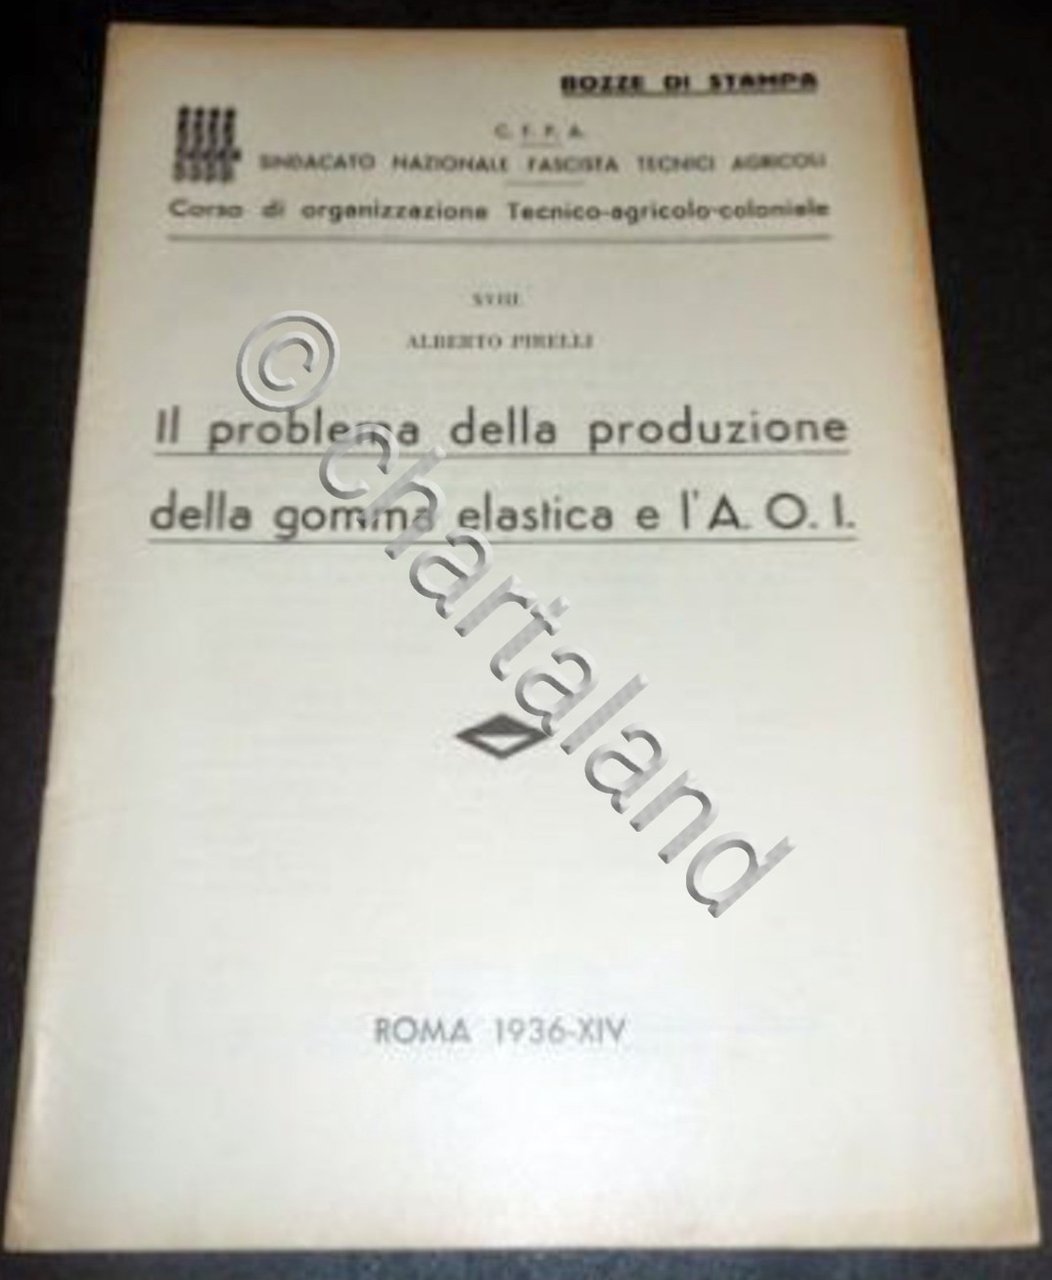 BOZZE DI STAMPA
C. F. P. A.
SINDACATO NAZIONALE FASCISTA TECNICI AGRICOLI
Corso di organizzazione Tecnico-agricolo-coloniale
XVIII.
ALBERTO PIRELLI
Il problema della produzione
della gomma elastica e l'A. O. I.
© chartaland
ROMA 1936-XIV